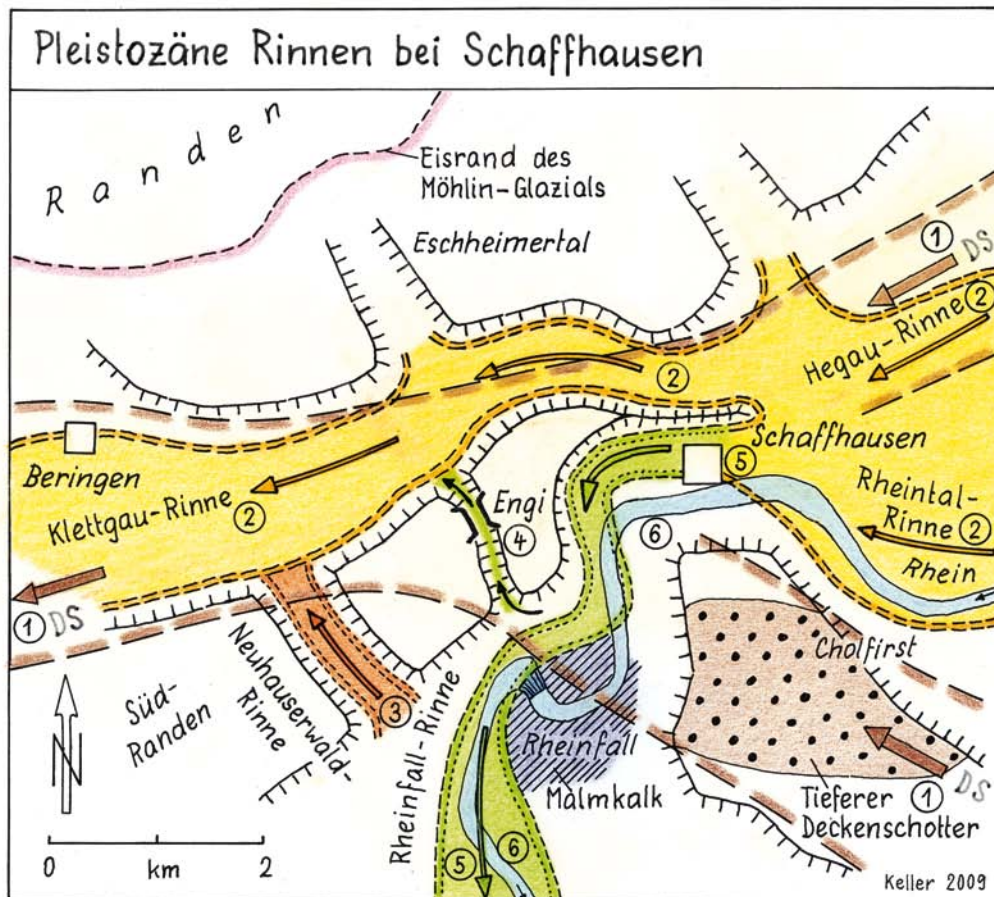 Pleistozäne Rinnen bei Schaffhausen
Randen
Eisrand des
Möhlin-Glazials
Eschheimertal
1 DS
Hegau-Rinne 2
2
Schaffhausen
5
Beringen
Klettgau-Rinne 2
Engi
4
6
Rheintal-
Rinne 2
Rhein
1 DS
Cholfirst
Süd-
Randen
Neuhauserwald-
Rinne
3
Rheinfall-Rinne
Rheinfall
Malmkalk
Tieferer 1 DS
Deckenschotter
N
0 km 2
5 6
Keller 2009